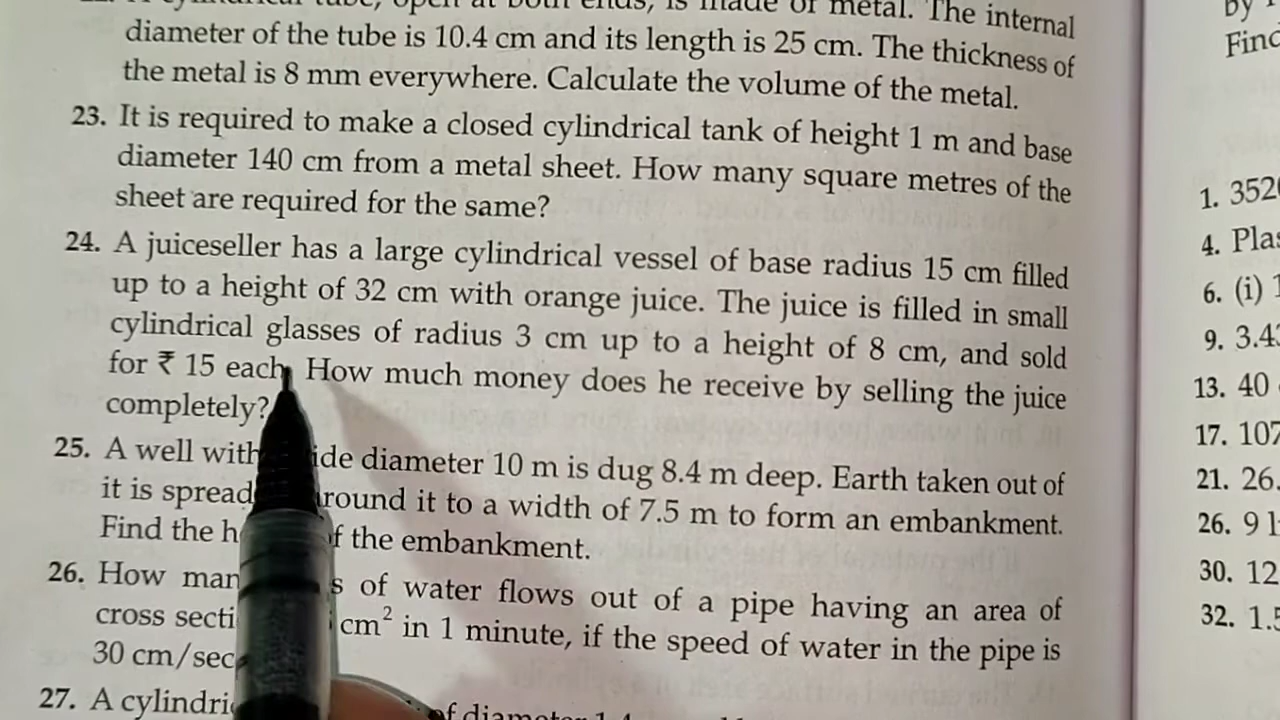 diameter of the tube is 10.4 cm and its length is 25 cm. The thickness of
the metal is 8 mm everywhere. Calculate the volume of the metal.
23. It is required to make a closed cylindrical tank of height 1 m and base
diameter 140 cm from a metal sheet. How many square metres of the
sheet are required for the same?
24. A juiceseller has a large cylindrical vessel of base radius 15 cm filled
up to a height of 32 cm with orange juice. The juice is filled in small
cylindrical glasses of radius 3 cm up to a height of 8 cm, and sold
for ₹ 15 each. How much money does he receive by selling the juice
completely?
25. A well with diameter 10 m is dug 8.4 m deep. Earth taken out of
it is spread around it to a width of 7.5 m to form an embankment.
Find the of the embankment.
26. How of water flows out of a pipe having an area of
cross cm² in 1 minute, if the speed of water in the pipe is
30 cm/sec
27. A
By
1. 
4. 
6. (i)
9. 
13. 40
17. 107
21. 26.
26. 9
30. 12
32. 1.